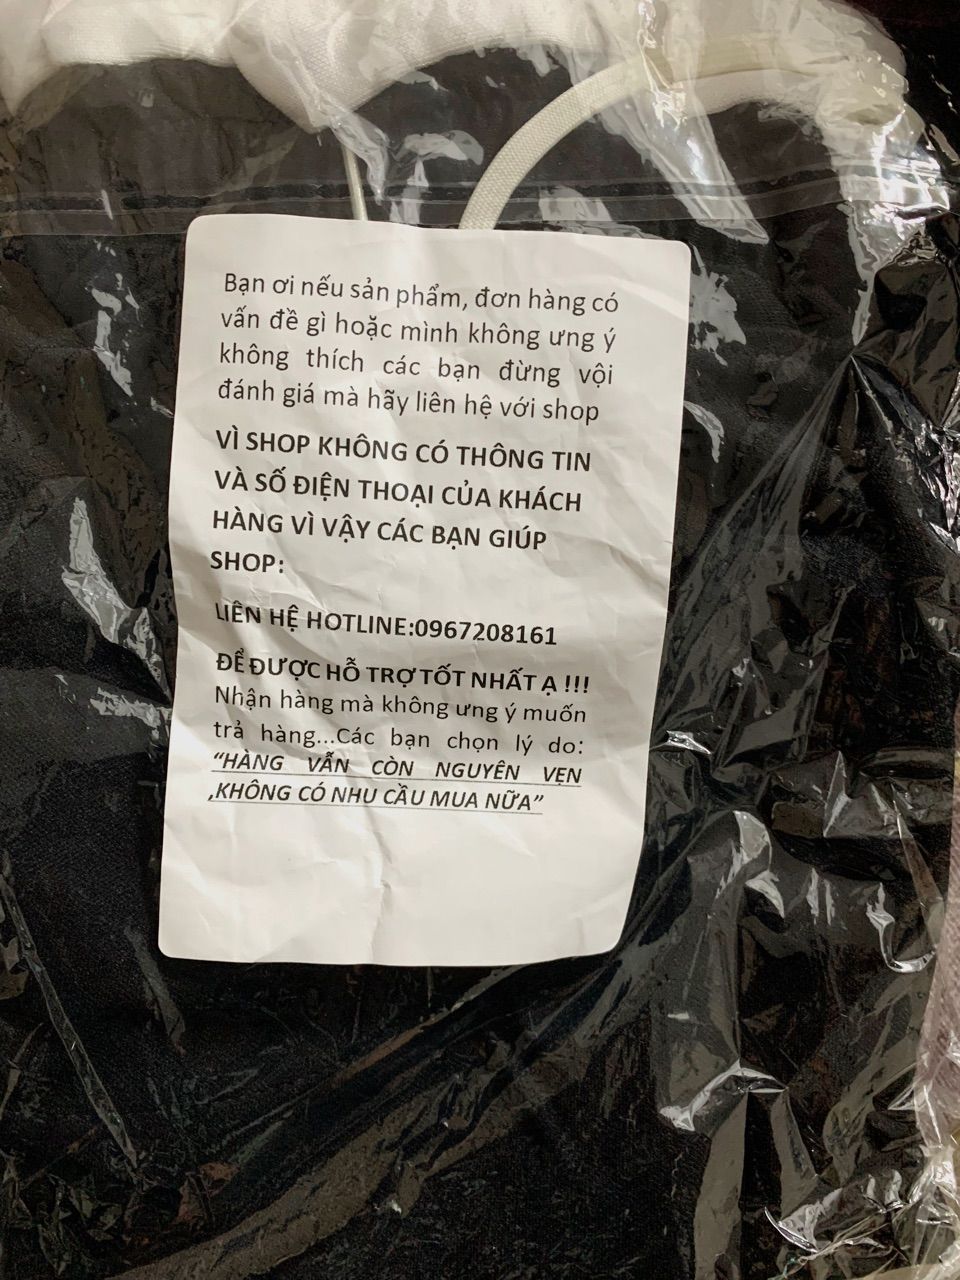 Bạn ơi nếu sản phẩm, đơn hàng có
vấn đề gì hoặc mình không ưng ý
không thích các bạn đừng vội
đánh giá mà hãy liên hệ với shop
VÌ SHOP KHÔNG CÓ THÔNG TIN
VÀ SỐ ĐIỆN THOẠI CỦA KHÁCH
HÀNG VÌ VẬY CÁC BẠN GIÚP
SHOP:
LIÊN HỆ HOTLINE:0967208161
ĐỂ ĐƯỢC HỖ TRỢ TỐT NHẤT Ạ !!!
Nhận hàng mà không ưng ý muốn
trả hàng...Các bạn chọn lý do:
“HÀNG VẪN CÒN NGUYÊN VẸN
,KHÔNG CÓ NHU CẦU MUA NỮA”